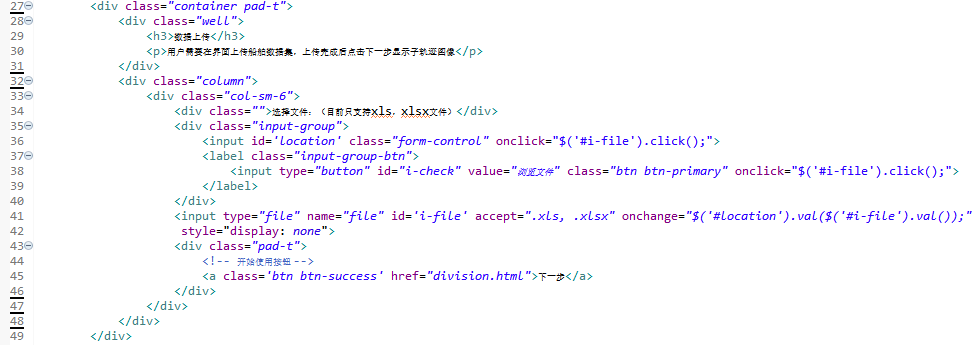 27 <div class="container pad-t">
28 <div class="well">
29 <h3>数据上传</h3>
30 <p>用户需要在界面上传船舶数据集，上传完成后点击下一步显示子轨迹图像</p>
31 </div>
32 <div class="column">
33 <div class="col-sm-6">
34 <div class="">选择文件：（目前只支持xls，xlsx文件）</div>
35 <div class="input-group">
36 <input id='location' class="form-control" onclick="$('#i-file').click();">
37 <label class="input-group-btn">
38 <input type="button" id="i-check" value="浏览文件" class="btn btn-primary" onclick="$('#i-file').click();">
39 </label>
40 </div>
41 <input type="file" name="file" id='i-file' accept=".xls, .xlsx" onchange="$('#location').val($('#i-file').val());"
42 style="display: none">
43 <div class="pad-t">
44 <!-- 开始使用按钮 -->
45 <a class='btn btn-success' href="division.html">下一步</a>
46 </div>
47 </div>
48 </div>
49 </div>